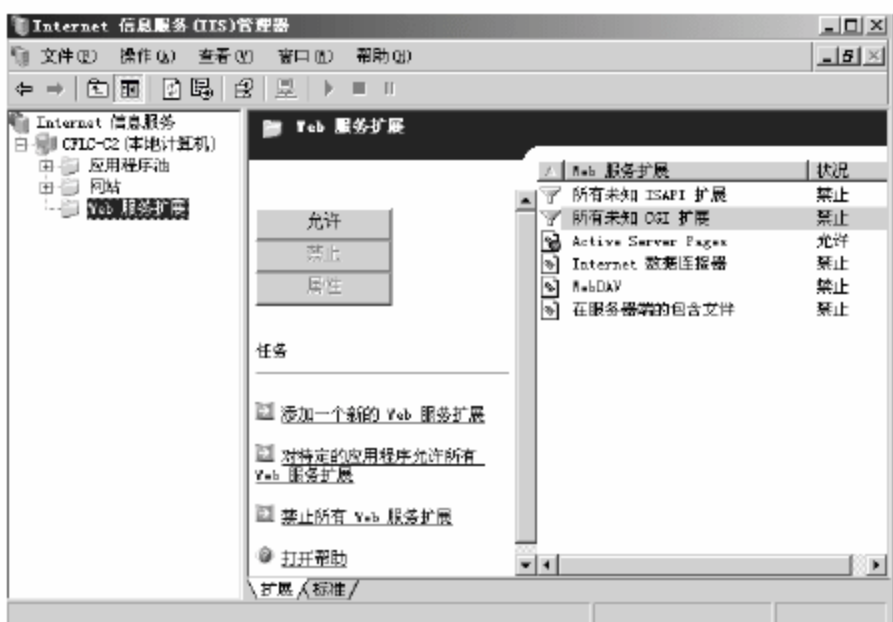 Internet 信息服务(IIS)管理器
文件(F) 操作(A) 查看(V) 窗口(W) 帮助(H)
Internet 信息服务
CFLC-C2(本地计算机)
应用程序池
网站
Web 服务扩展
Web 服务扩展
允许
禁止
属性
任务
添加一个新的 Web 服务扩展
对特定的应用程序允许所有
Web 服务扩展
禁止所有 Web 服务扩展
打开帮助
Web 服务扩展 状况
所有未知 ISAPI 扩展 禁止
所有未知 CGI 扩展 禁止
Active Server Pages 允许
Internet 数据连接器 禁止
WebDAV 禁止
在服务器端的包含文件 禁止
扩展 标准